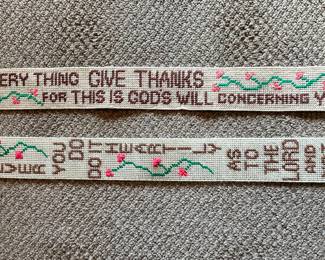 ERY THING GIVE THANKS
FOR THIS IS GOD'S WILL CONCERNING Y
EVER
YOU DO
DO IT
HEARTILY
AS
TO
THE
LORD
AND